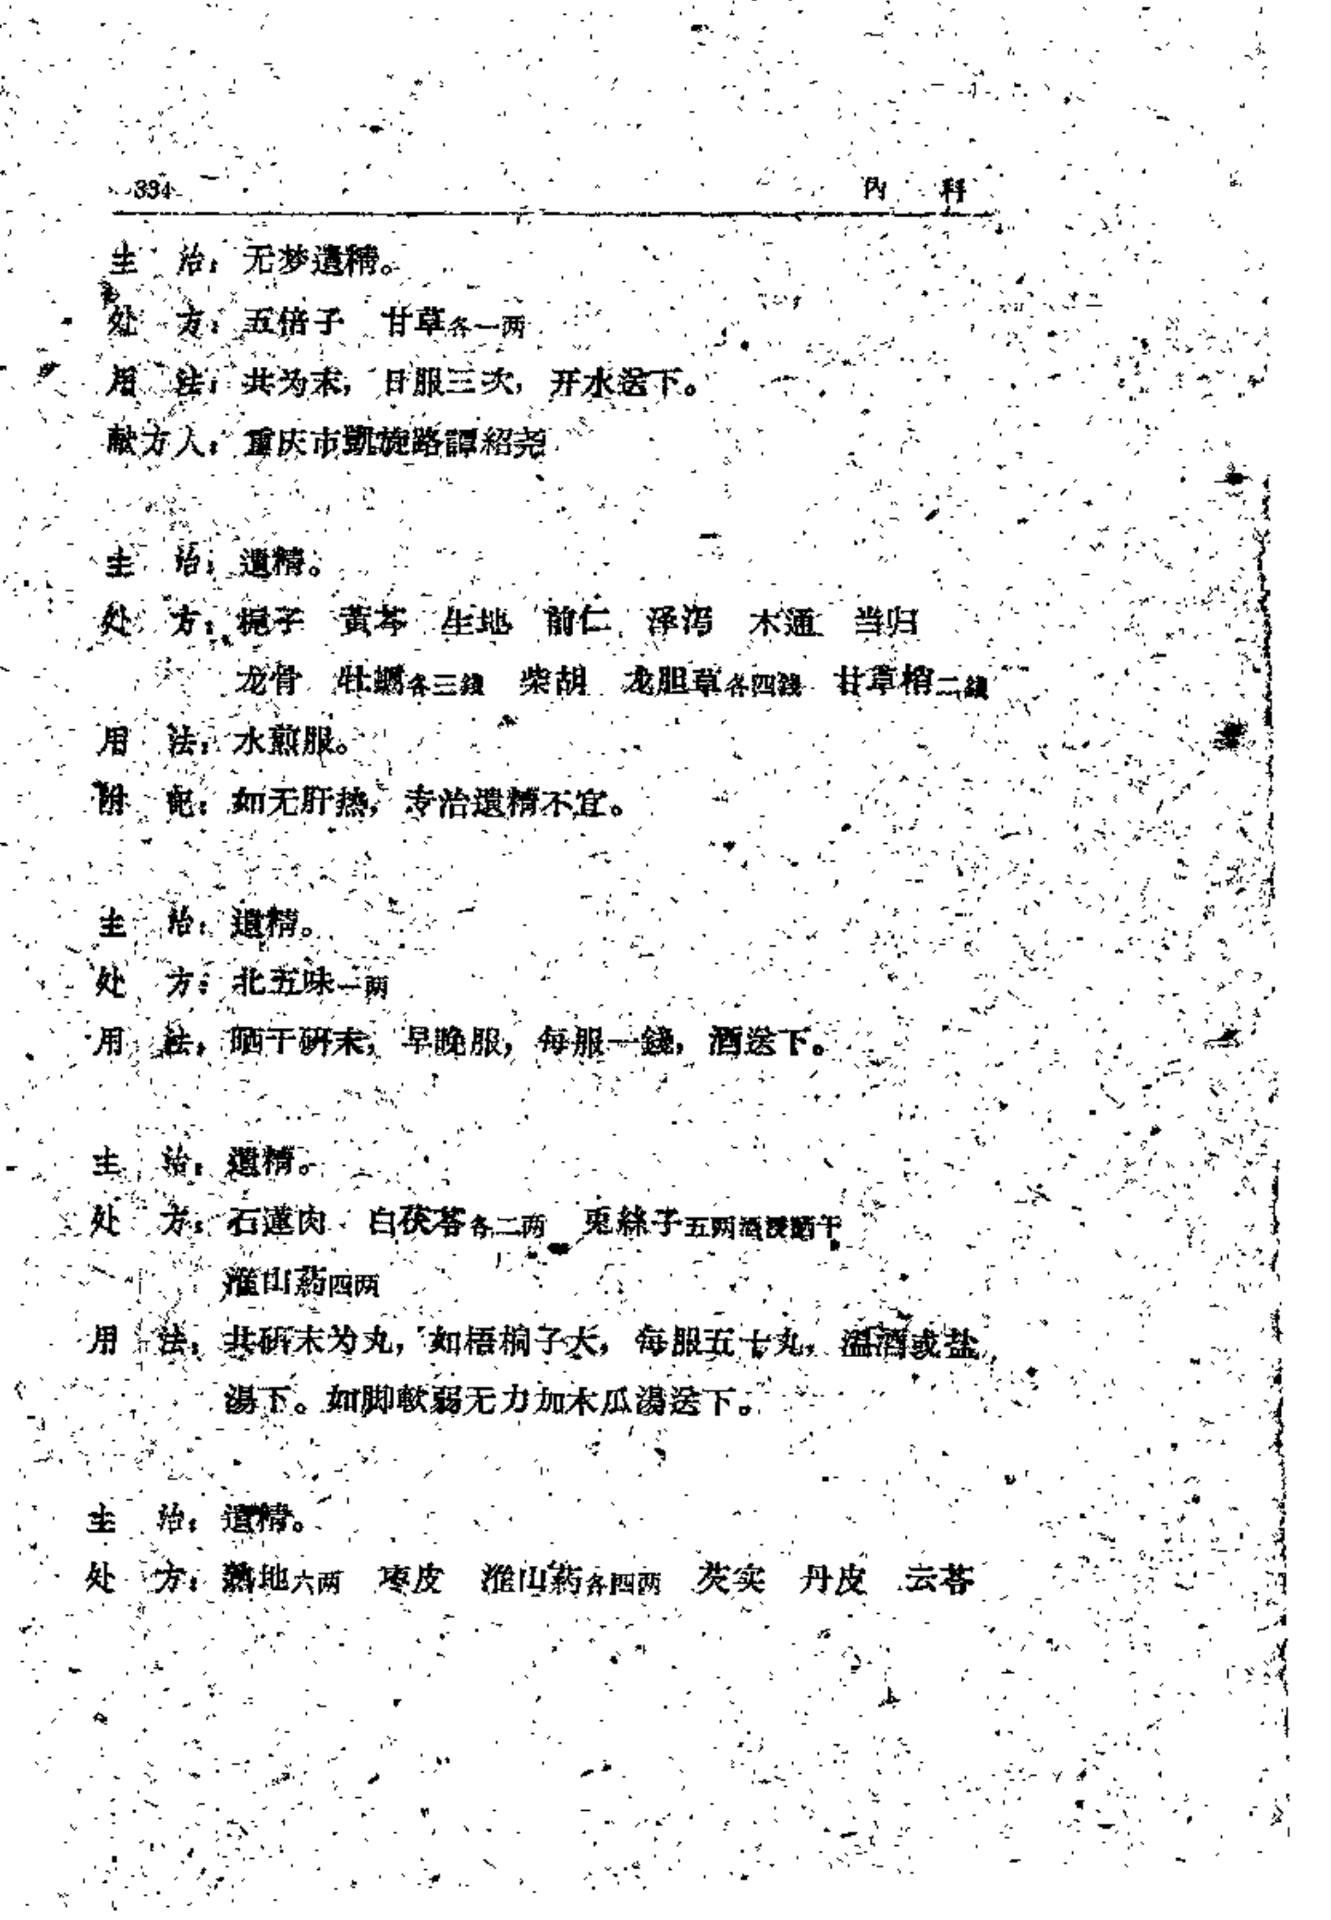 334 内 科
主 治：无梦遺精。
处 方：五倍子 甘草各一两
用 法：共为末，日服三次，开水送下。
献方人：重庆市凱旋路譚紹尧
主 治：遺精。
处 方：梔子 黃芩 生地 前仁 泽泻 木通 当归
龙骨 牡蠣各三錢 柴胡 龙胆草各四錢 甘草梢二錢
用 法：水煎服。
附 記：如无肝热，专治遺精不宜。
主 治：遺精。
处 方：北五味一两
用 法：晒干研末，早晚服，每服一錢，酒送下。
主 治：遺精。
处 方：石蓮肉 白茯苓各二两 菟絲子五两酒浸晒干
淮山葯四两
用 法：共研末为丸，如梧桐子大，每服五十丸，溫酒或盐
湯下。如脚軟弱无力加木瓜湯送下。
主 治：遺精。
处 方：熟地六两 枣皮 淮山葯各四两 芡实 丹皮 云苓